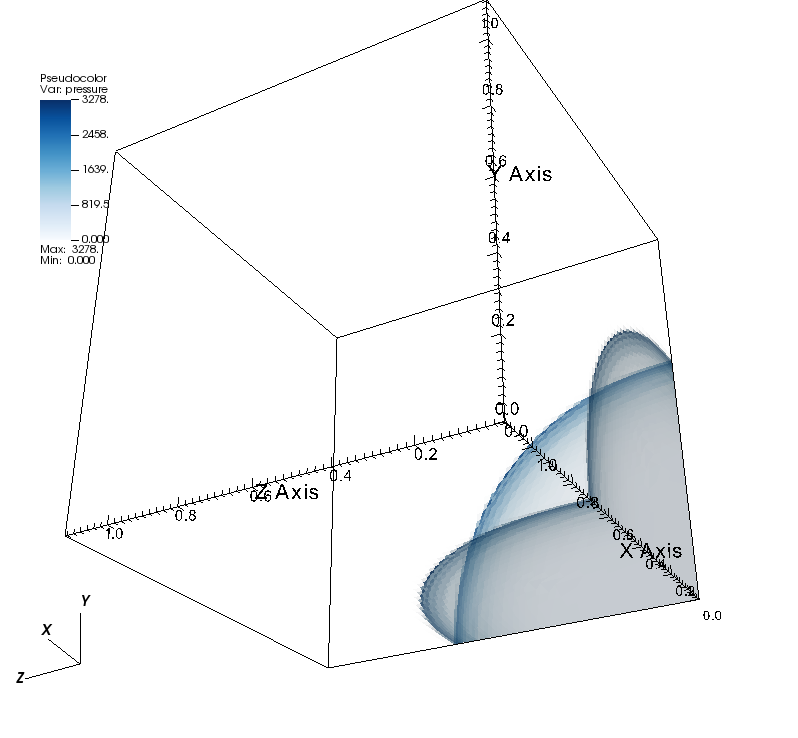 Pseudocolor
Var: pressure
3278.
2458.
1639.
819.5
0.000
Max: 3278.
Min: 0.000
1.0
0.8
0.6
Y Axis
0.4
0.2
0.0
0.0
0.2
0.4
Z Axis
0.6
0.8
1.0
1.0
0.8
0.6
X Axis
0.4
0.2
0.0
Y
X
Z